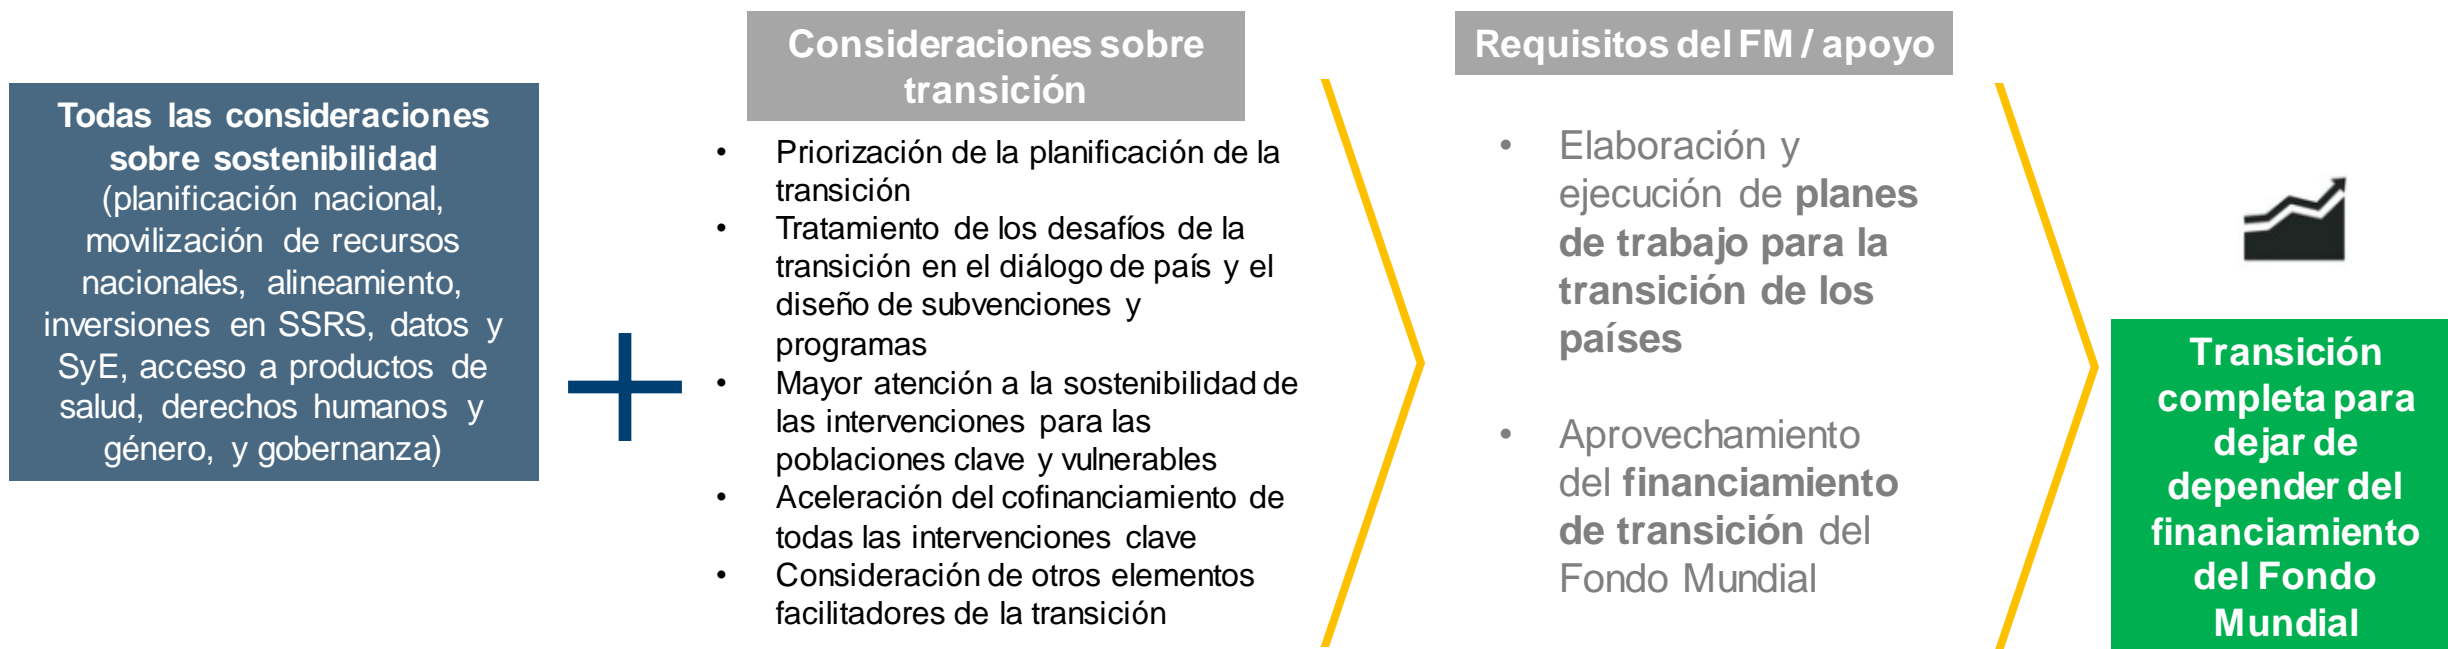 Todas las consideraciones
sobre sostenibilidad
(planificación nacional,
movilización de recursos
nacionales, alineamiento,
inversiones en SSRS, datos y
SyE, acceso a productos de
salud, derechos humanos y
género, y gobernanza)
Consideraciones sobre
transición
• Priorización de la planificación de la
transición
• Tratamiento de los desafíos de la
transición en el diálogo de país y el
diseño de subvenciones y
programas
• Mayor atención a la sostenibilidad de
las intervenciones para las
poblaciones clave y vulnerables
• Aceleración del cofinanciamiento de
todas las intervenciones clave
• Consideración de otros elementos
facilitadores de la transición
Requisitos del FM / apoyo
• Elaboración y
ejecución de planes
de trabajo para la
transición de los
países
• Aprovechamiento
del financiamiento
de transición del
Fondo Mundial
Transición
completa para
dejar de
depender del
financiamiento
del Fondo
Mundial